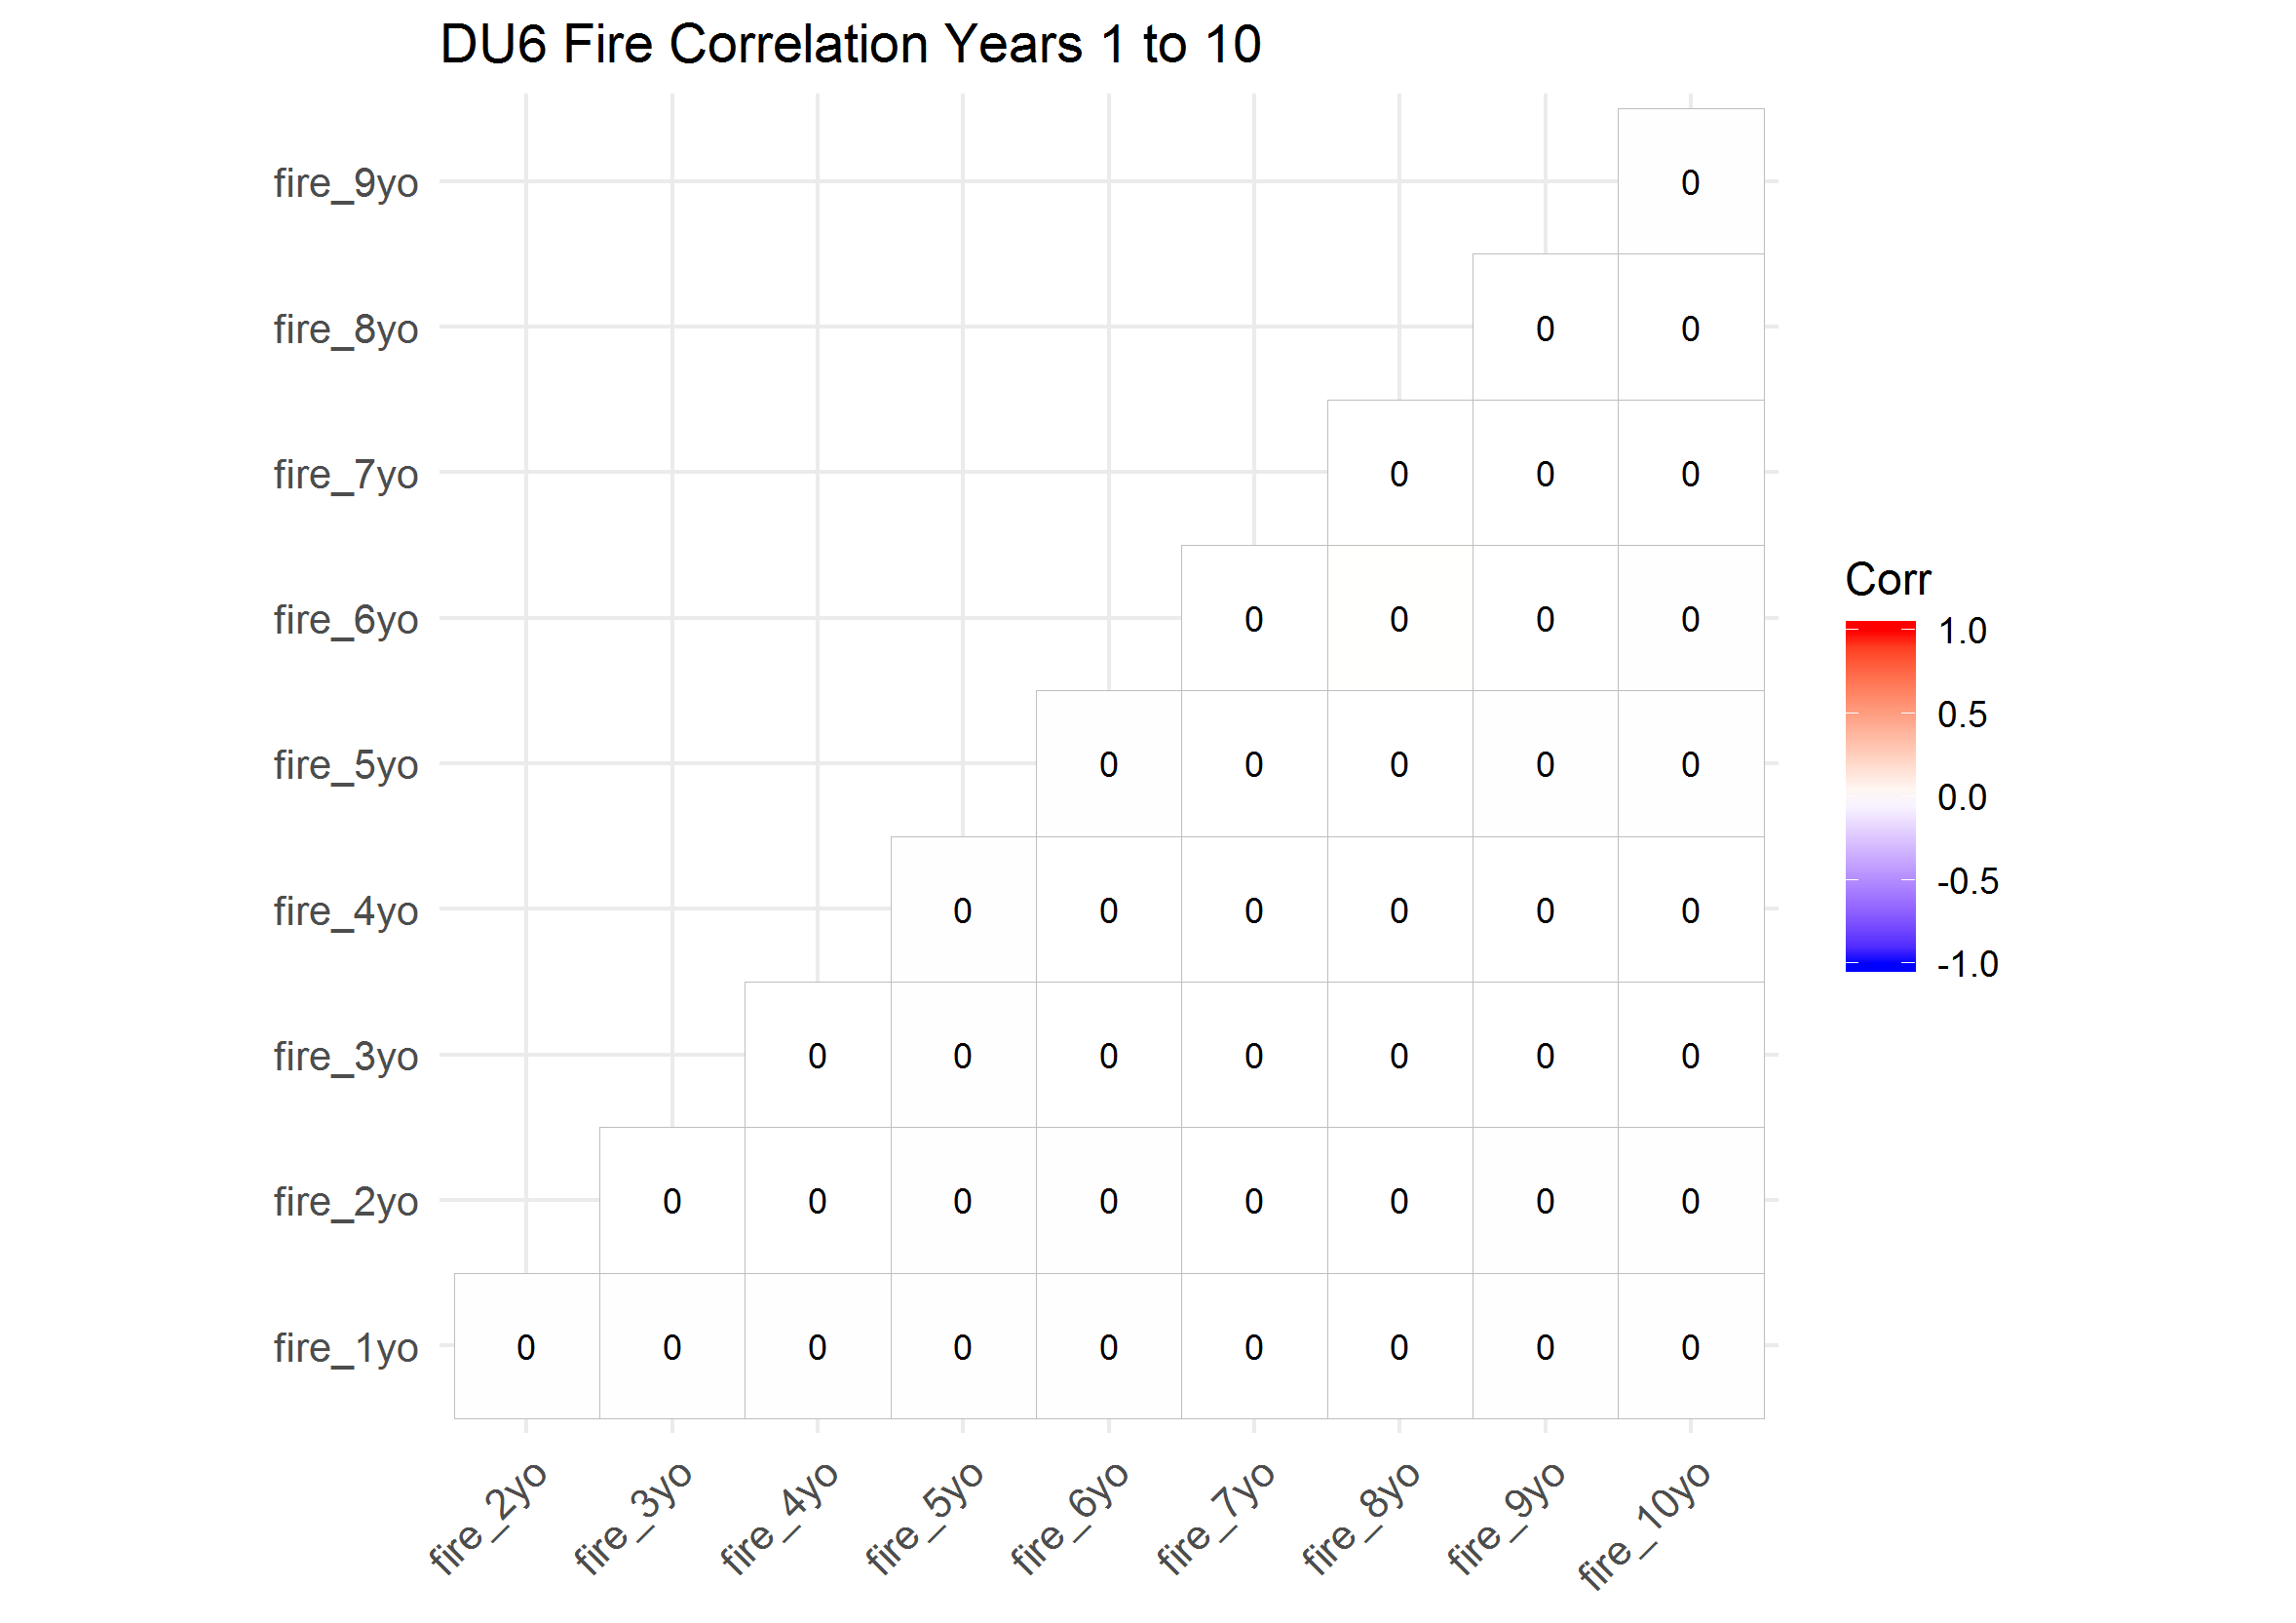 DU6 Fire Correlation Years 1 to 10
fire_9yo 0
fire_8yo 0 0
fire_7yo 0 0 0
fire_6yo 0 0 0 0
fire_5yo 0 0 0 0 0
fire_4yo 0 0 0 0 0 0
fire_3yo 0 0 0 0 0 0 0
fire_2yo 0 0 0 0 0 0 0 0
fire_1yo 0 0 0 0 0 0 0 0 0
fire_2yo fire_3yo fire_4yo fire_5yo fire_6yo fire_7yo fire_8yo fire_9yo fire_10yo
Corr
1.0
0.5
0.0
-0.5
-1.0